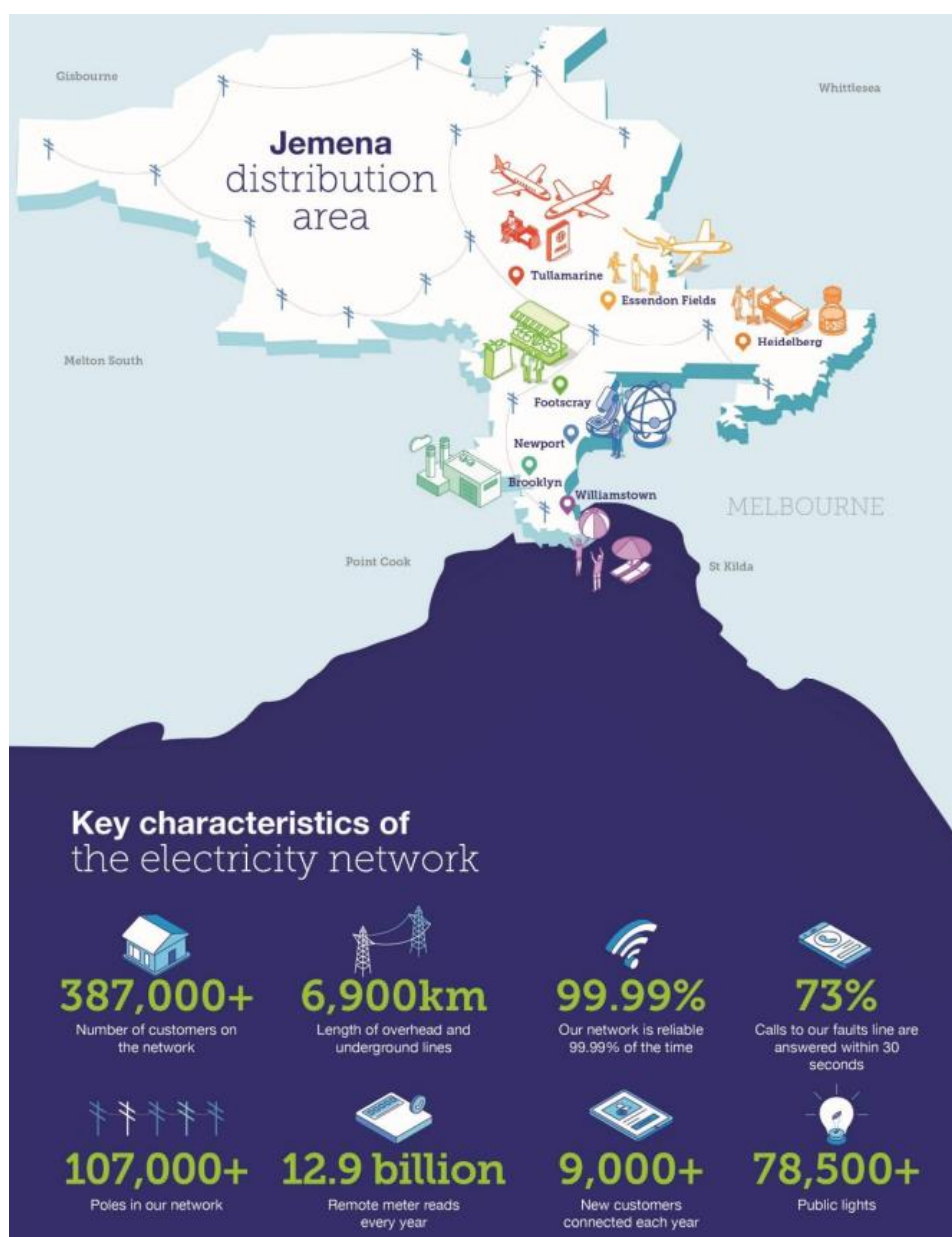 Gisbourne
Whittlesea
Jemena
distribution
area
Tullamarine
Essendon Fields
Heidelberg
Melton South
Footscray
Newport
Brooklyn
Williamstown
MELBOURNE
Point Cook
St Kilda
Key characteristics of
the electricity network
387,000+
Number of customers on
the network
6,900km
Length of overhead and
underground lines
99.99%
Our network is reliable
99.99% of the time
73%
Calls to our faults line are
answered within 30
seconds
107,000+
Poles in our network
12.9 billion
Remote meter reads
every year
9,000+
New customers
connected each year
78,500+
Public lights